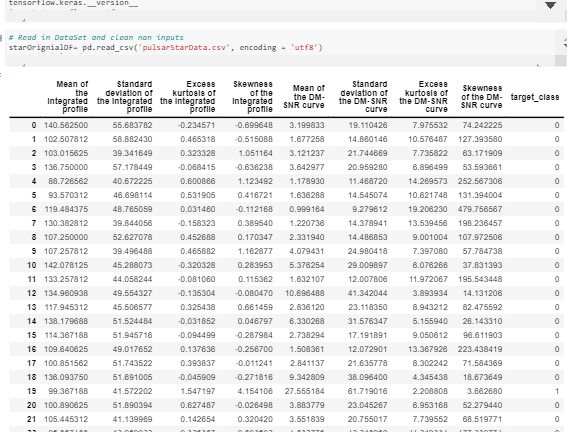 tensorflow.keras.__version__
# Read in DataSet and clean nan inputs
starOrignialDF= pd.read_csv('pulsarStarData.csv', encoding = 'utf8')
Mean of the Integrated profile Standard deviation of the Integrated profile Excess kurtosis of the Integrated profile Skewness of the Integrated profile Mean of the DM-SNR curve Standard deviation of the DM-SNR curve Excess kurtosis of the DM-SNR curve Skewness of the DM-SNR curve target_class
0 140.562500 55.683782 -0.234571 -0.699648 3.199833 19.110426 7.975532 74.242225 0
1 102.507812 58.882430 0.465318 -0.515088 1.677258 14.860146 10.576487 127.393580 0
2 103.015625 39.341649 0.323328 1.051164 3.121237 21.744669 7.735822 63.171909 0
3 136.750000 57.178449 -0.068415 -0.636238 3.642977 20.959280 6.896499 53.593661 0
4 88.726562 40.672225 0.600866 1.123492 1.178930 11.468720 14.269573 252.567306 0
5 93.570312 46.698114 0.531905 0.416721 1.636288 14.545074 10.621748 131.394004 0
6 119.484375 48.765059 0.031460 -0.112168 0.999164 9.279612 19.206230 479.756567 0
7 130.382812 39.844056 -0.158323 0.389540 1.220736 14.378941 13.539456 198.236457 0
8 107.250000 52.627078 0.452688 0.170347 2.331940 14.486853 9.001004 107.972506 0
9 107.257812 39.496488 0.465882 1.162877 4.079431 24.980418 7.397080 57.784738 0
10 142.078125 45.288073 -0.320328 0.283953 5.376254 29.009897 6.076266 37.831393 0
11 133.257812 44.058244 -0.081060 0.115362 1.632107 12.007806 11.972067 195.543448 0
12 134.960938 49.554327 -0.135304 -0.080470 10.696488 41.342044 3.893934 14.131206 0
13 117.945312 45.506577 0.325438 0.661459 2.836120 23.118350 8.943212 82.475592 0
14 138.179688 51.524484 -0.031852 0.046797 6.330268 31.576347 5.155940 26.143310 0
15 114.367188 51.945716 -0.094499 -0.287984 2.738294 17.191891 9.050612 96.611903 0
16 109.640625 49.017652 0.137636 -0.256700 1.508361 12.072901 13.367926 223.438419 0
17 100.851562 51.743522 0.393837 -0.011241 2.841137 21.635778 8.302242 71.584369 0
18 136.093750 51.691005 -0.045909 -0.271816 9.342809 38.096400 4.345438 18.673649 0
19 99.367188 41.572202 1.547197 4.154106 27.555184 61.719016 2.208808 3.662680 1
20 100.890625 51.890394 0.627487 -0.026498 3.883779 23.045267 6.953168 52.279440 0
21 105.445312 41.139969 0.142654 0.320420 3.551839 20.755017 7.739552 68.519771 0